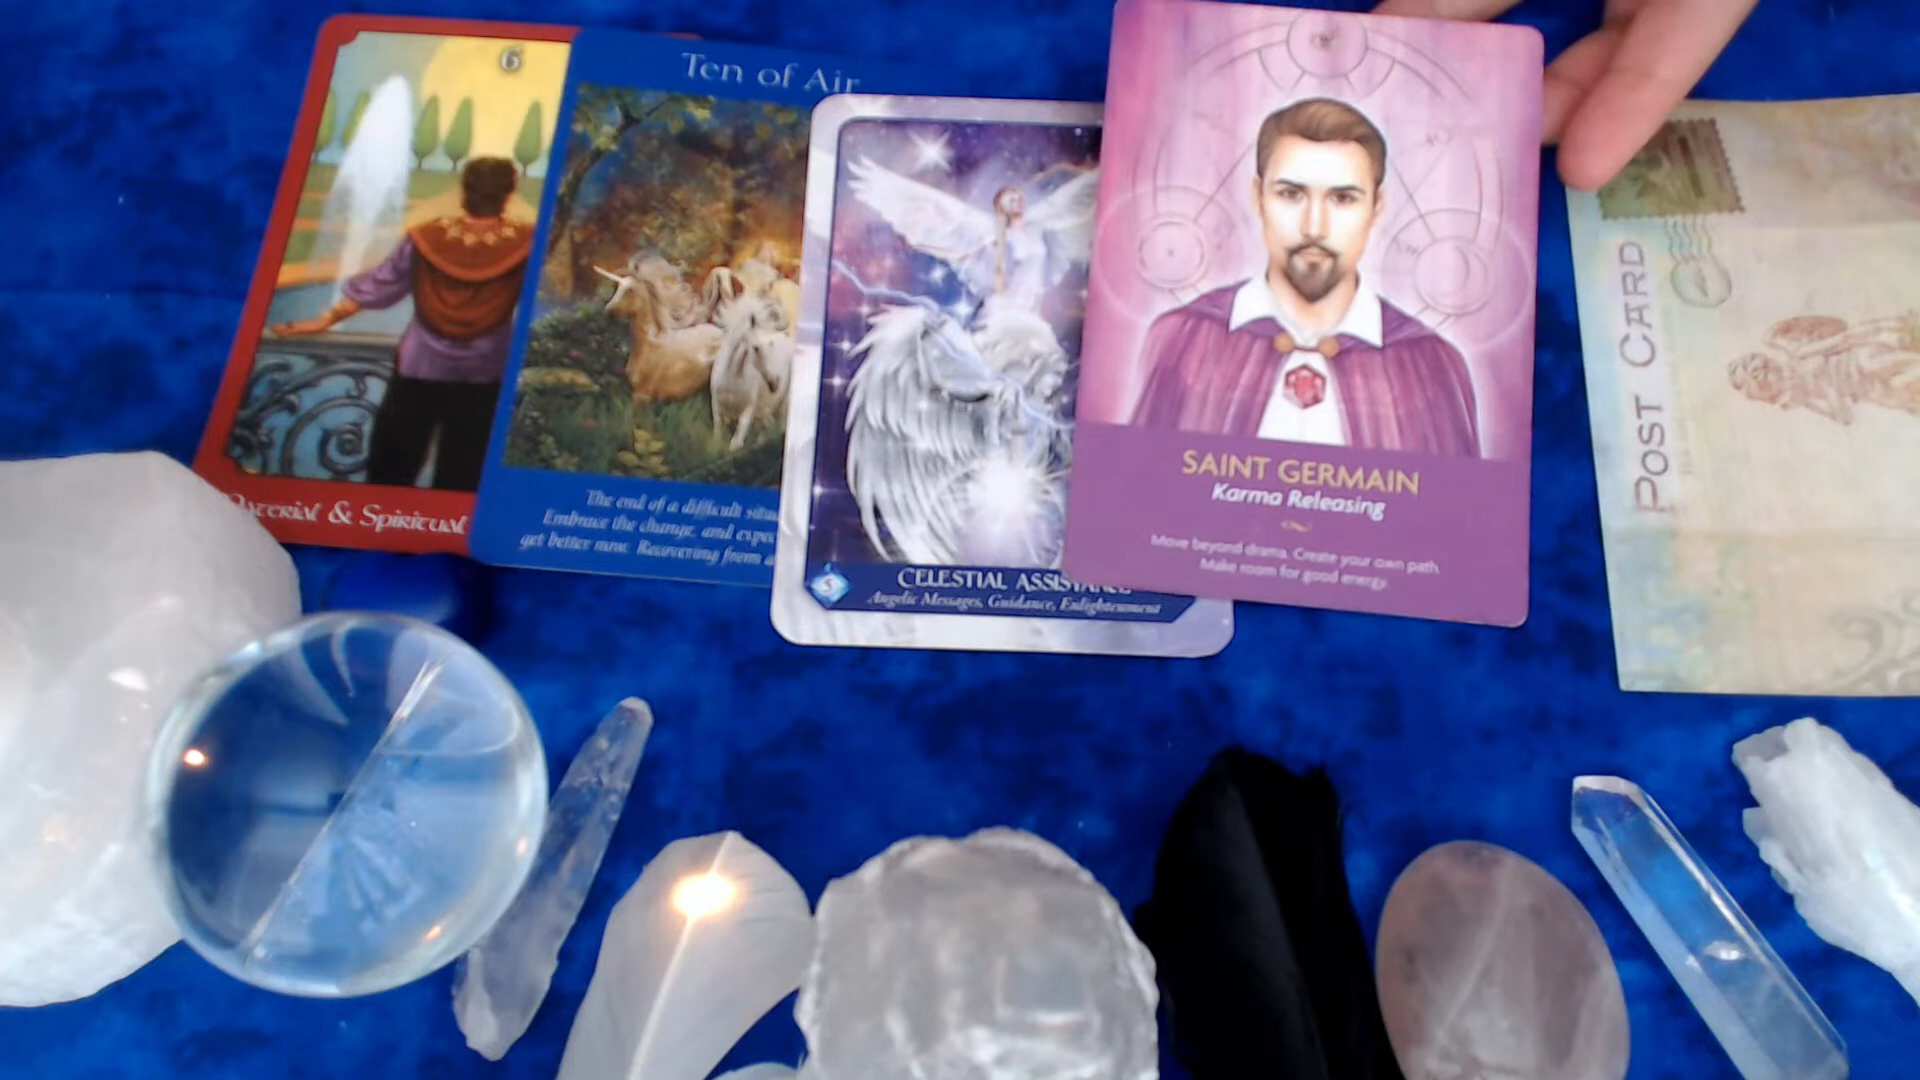 6
Material & Spiritual
Ten of Air
The end of a difficult
Embrace the change, and
get better now. Recovering from
5
CELESTIAL ASSISTANCE
Angelic Messages, Guidance, Enlightenment
SAINT GERMAIN
Karma Releasing
Move beyond drama. Create your own path.
Make room for good energy.
POST CARD